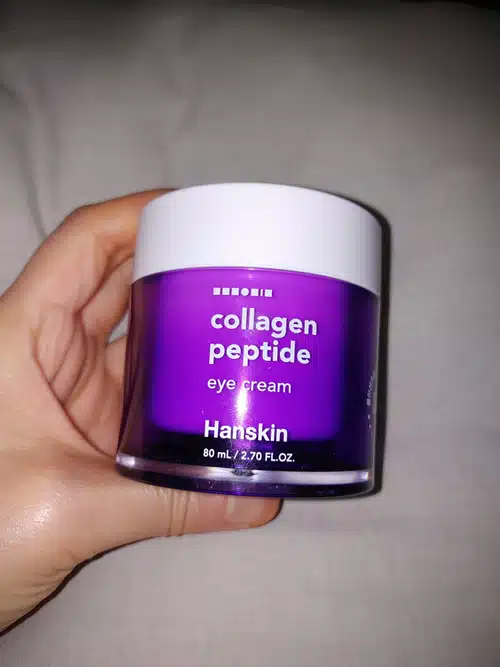 collagen
peptide
eye cream
Hanskin
80 mL / 2.70 FL.OZ.